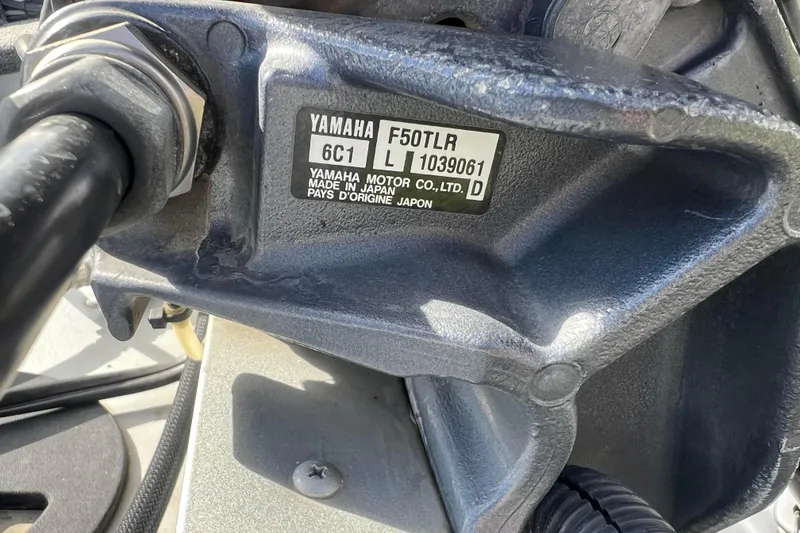 YAMAHA F50TLR
6C1 L 1039061
YAMAHA MOTOR CO., LTD. D
MADE IN JAPAN
PAYS D'ORIGINE JAPON